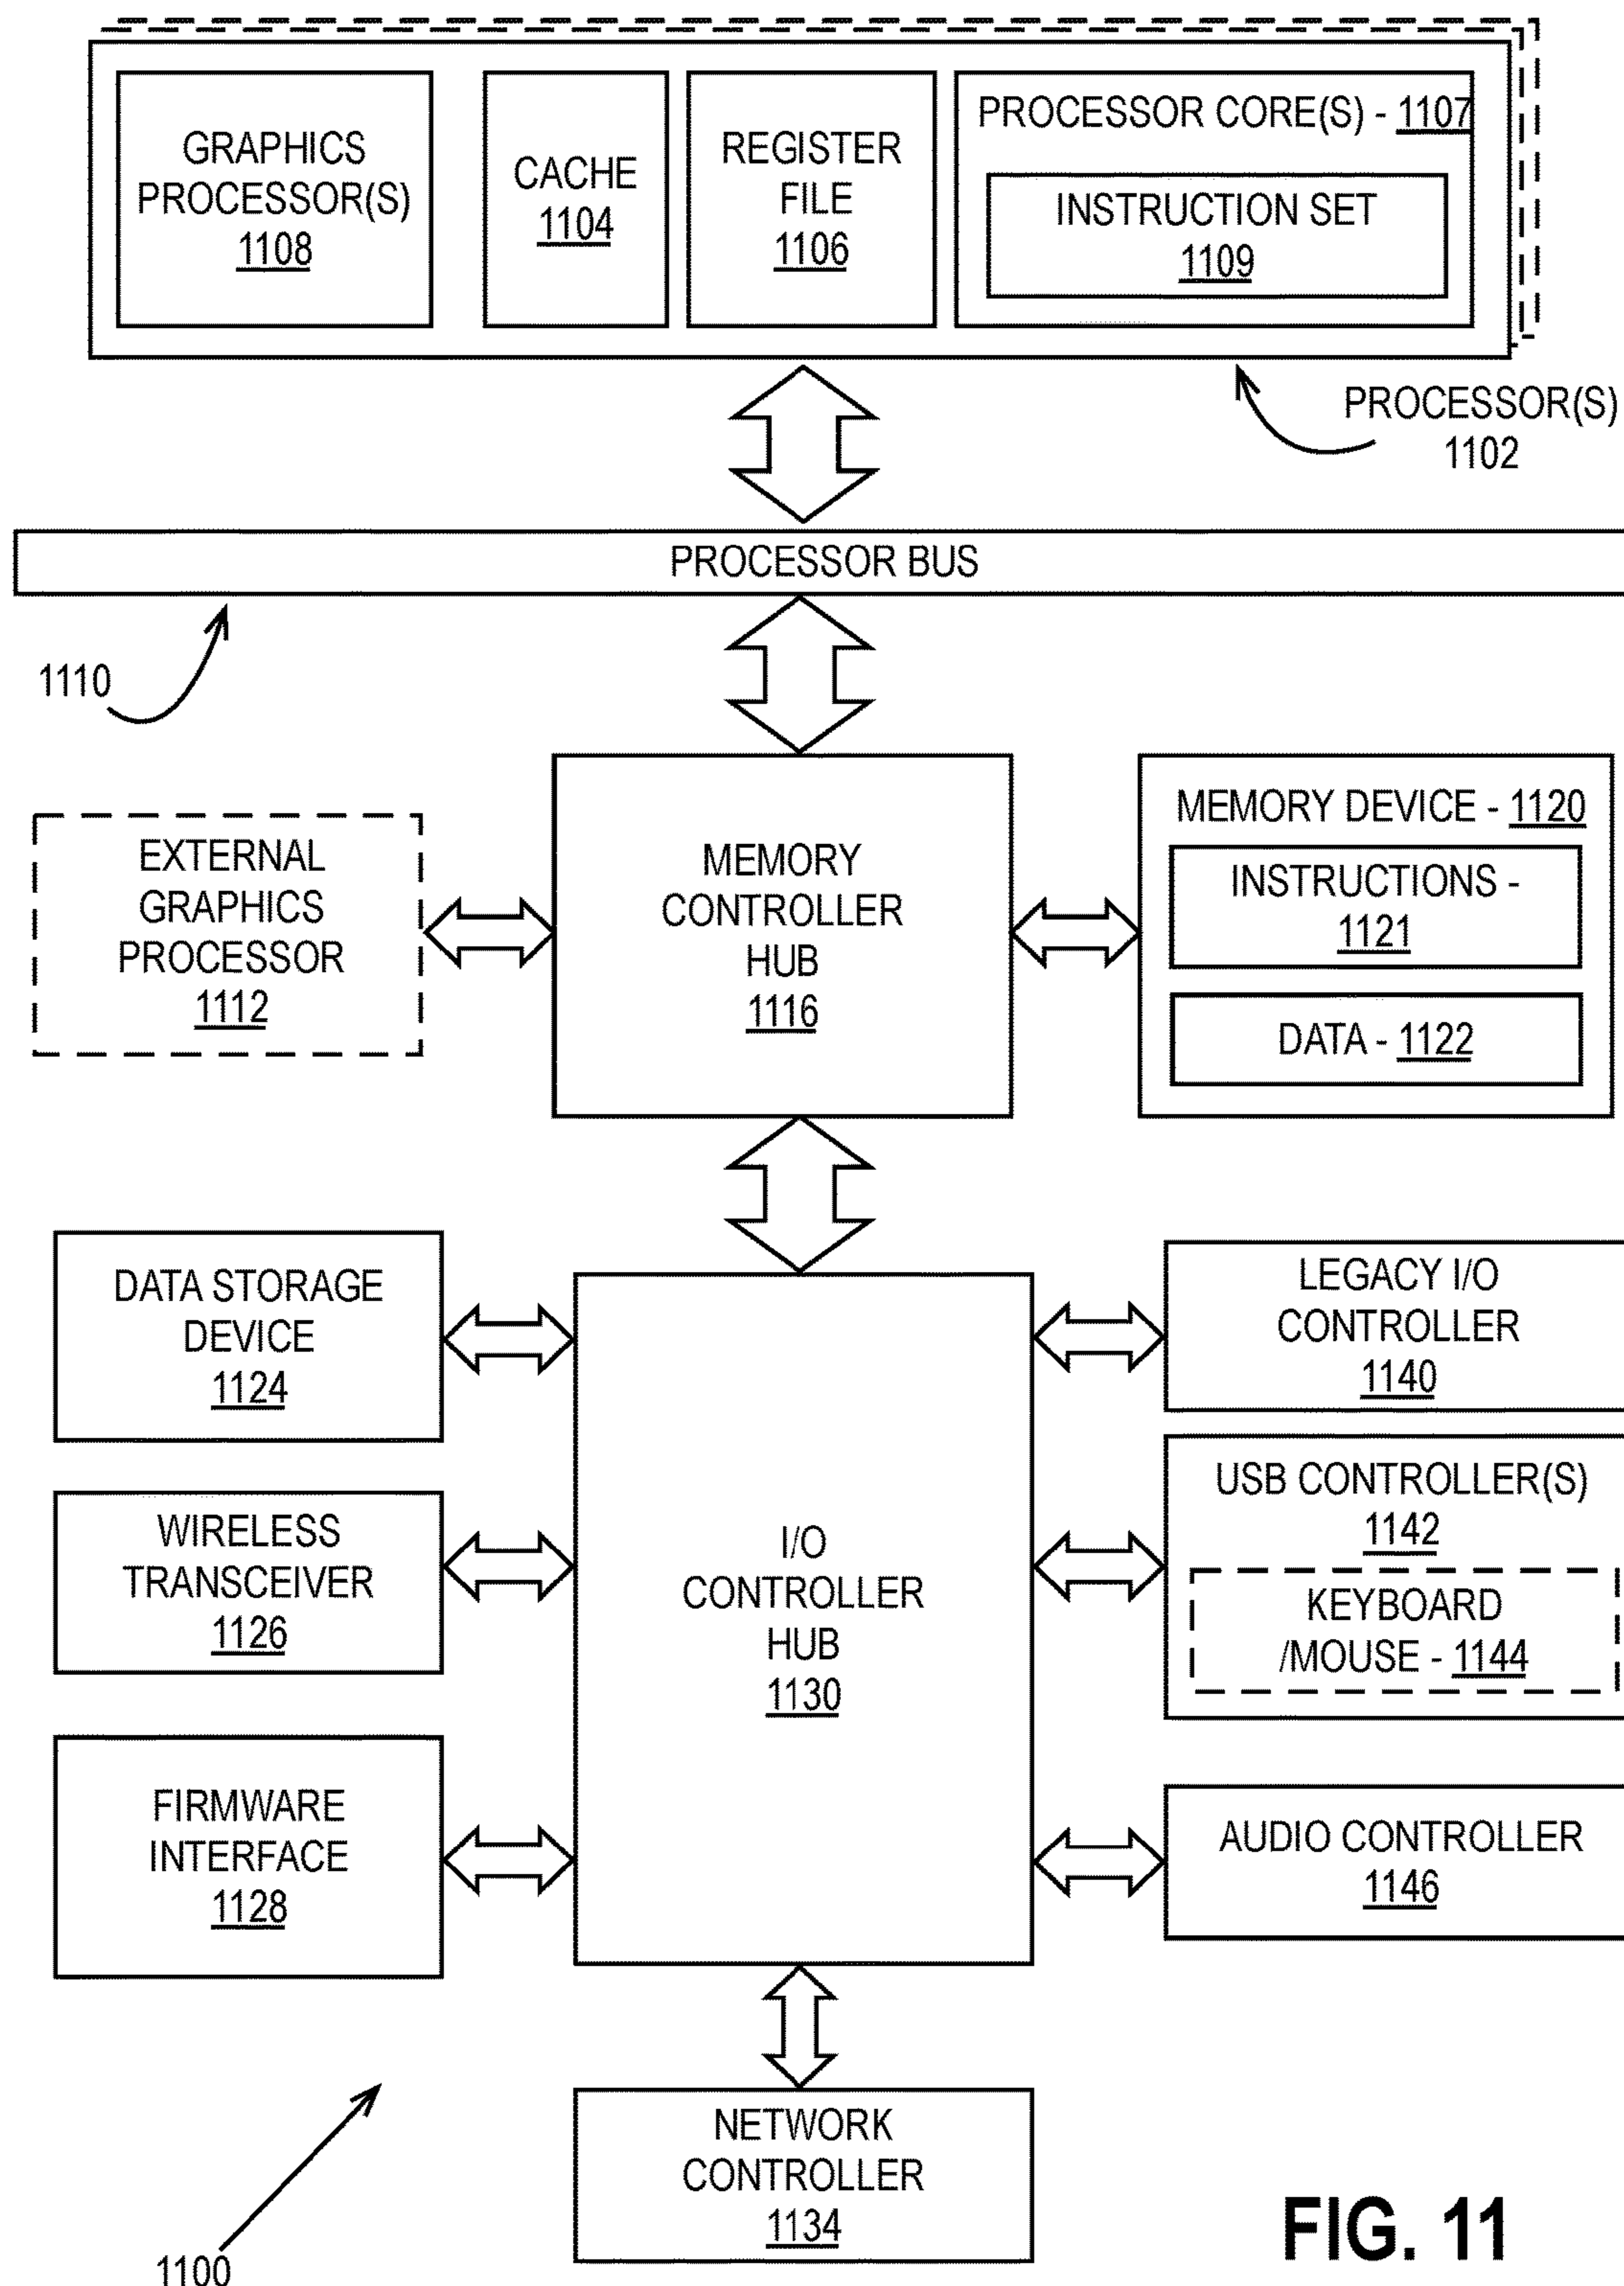 GRAPHICS
PROCESSOR(S)
1108
CACHE
1104
REGISTER
FILE
1106
PROCESSOR CORE(S) - 1107
INSTRUCTION SET
1109
PROCESSOR(S)
1102
PROCESSOR BUS
1110
EXTERNAL
GRAPHICS
PROCESSOR
1112
MEMORY
CONTROLLER
HUB
1116
MEMORY DEVICE - 1120
INSTRUCTIONS -
1121
DATA - 1122
DATA STORAGE
DEVICE
1124
WIRELESS
TRANSCEIVER
1126
FIRMWARE
INTERFACE
1128
I/O
CONTROLLER
HUB
1130
LEGACY I/O
CONTROLLER
1140
USB CONTROLLER(S)
1142
KEYBOARD
/MOUSE - 1144
AUDIO CONTROLLER
1146
NETWORK
CONTROLLER
1134
1100
FIG. 11